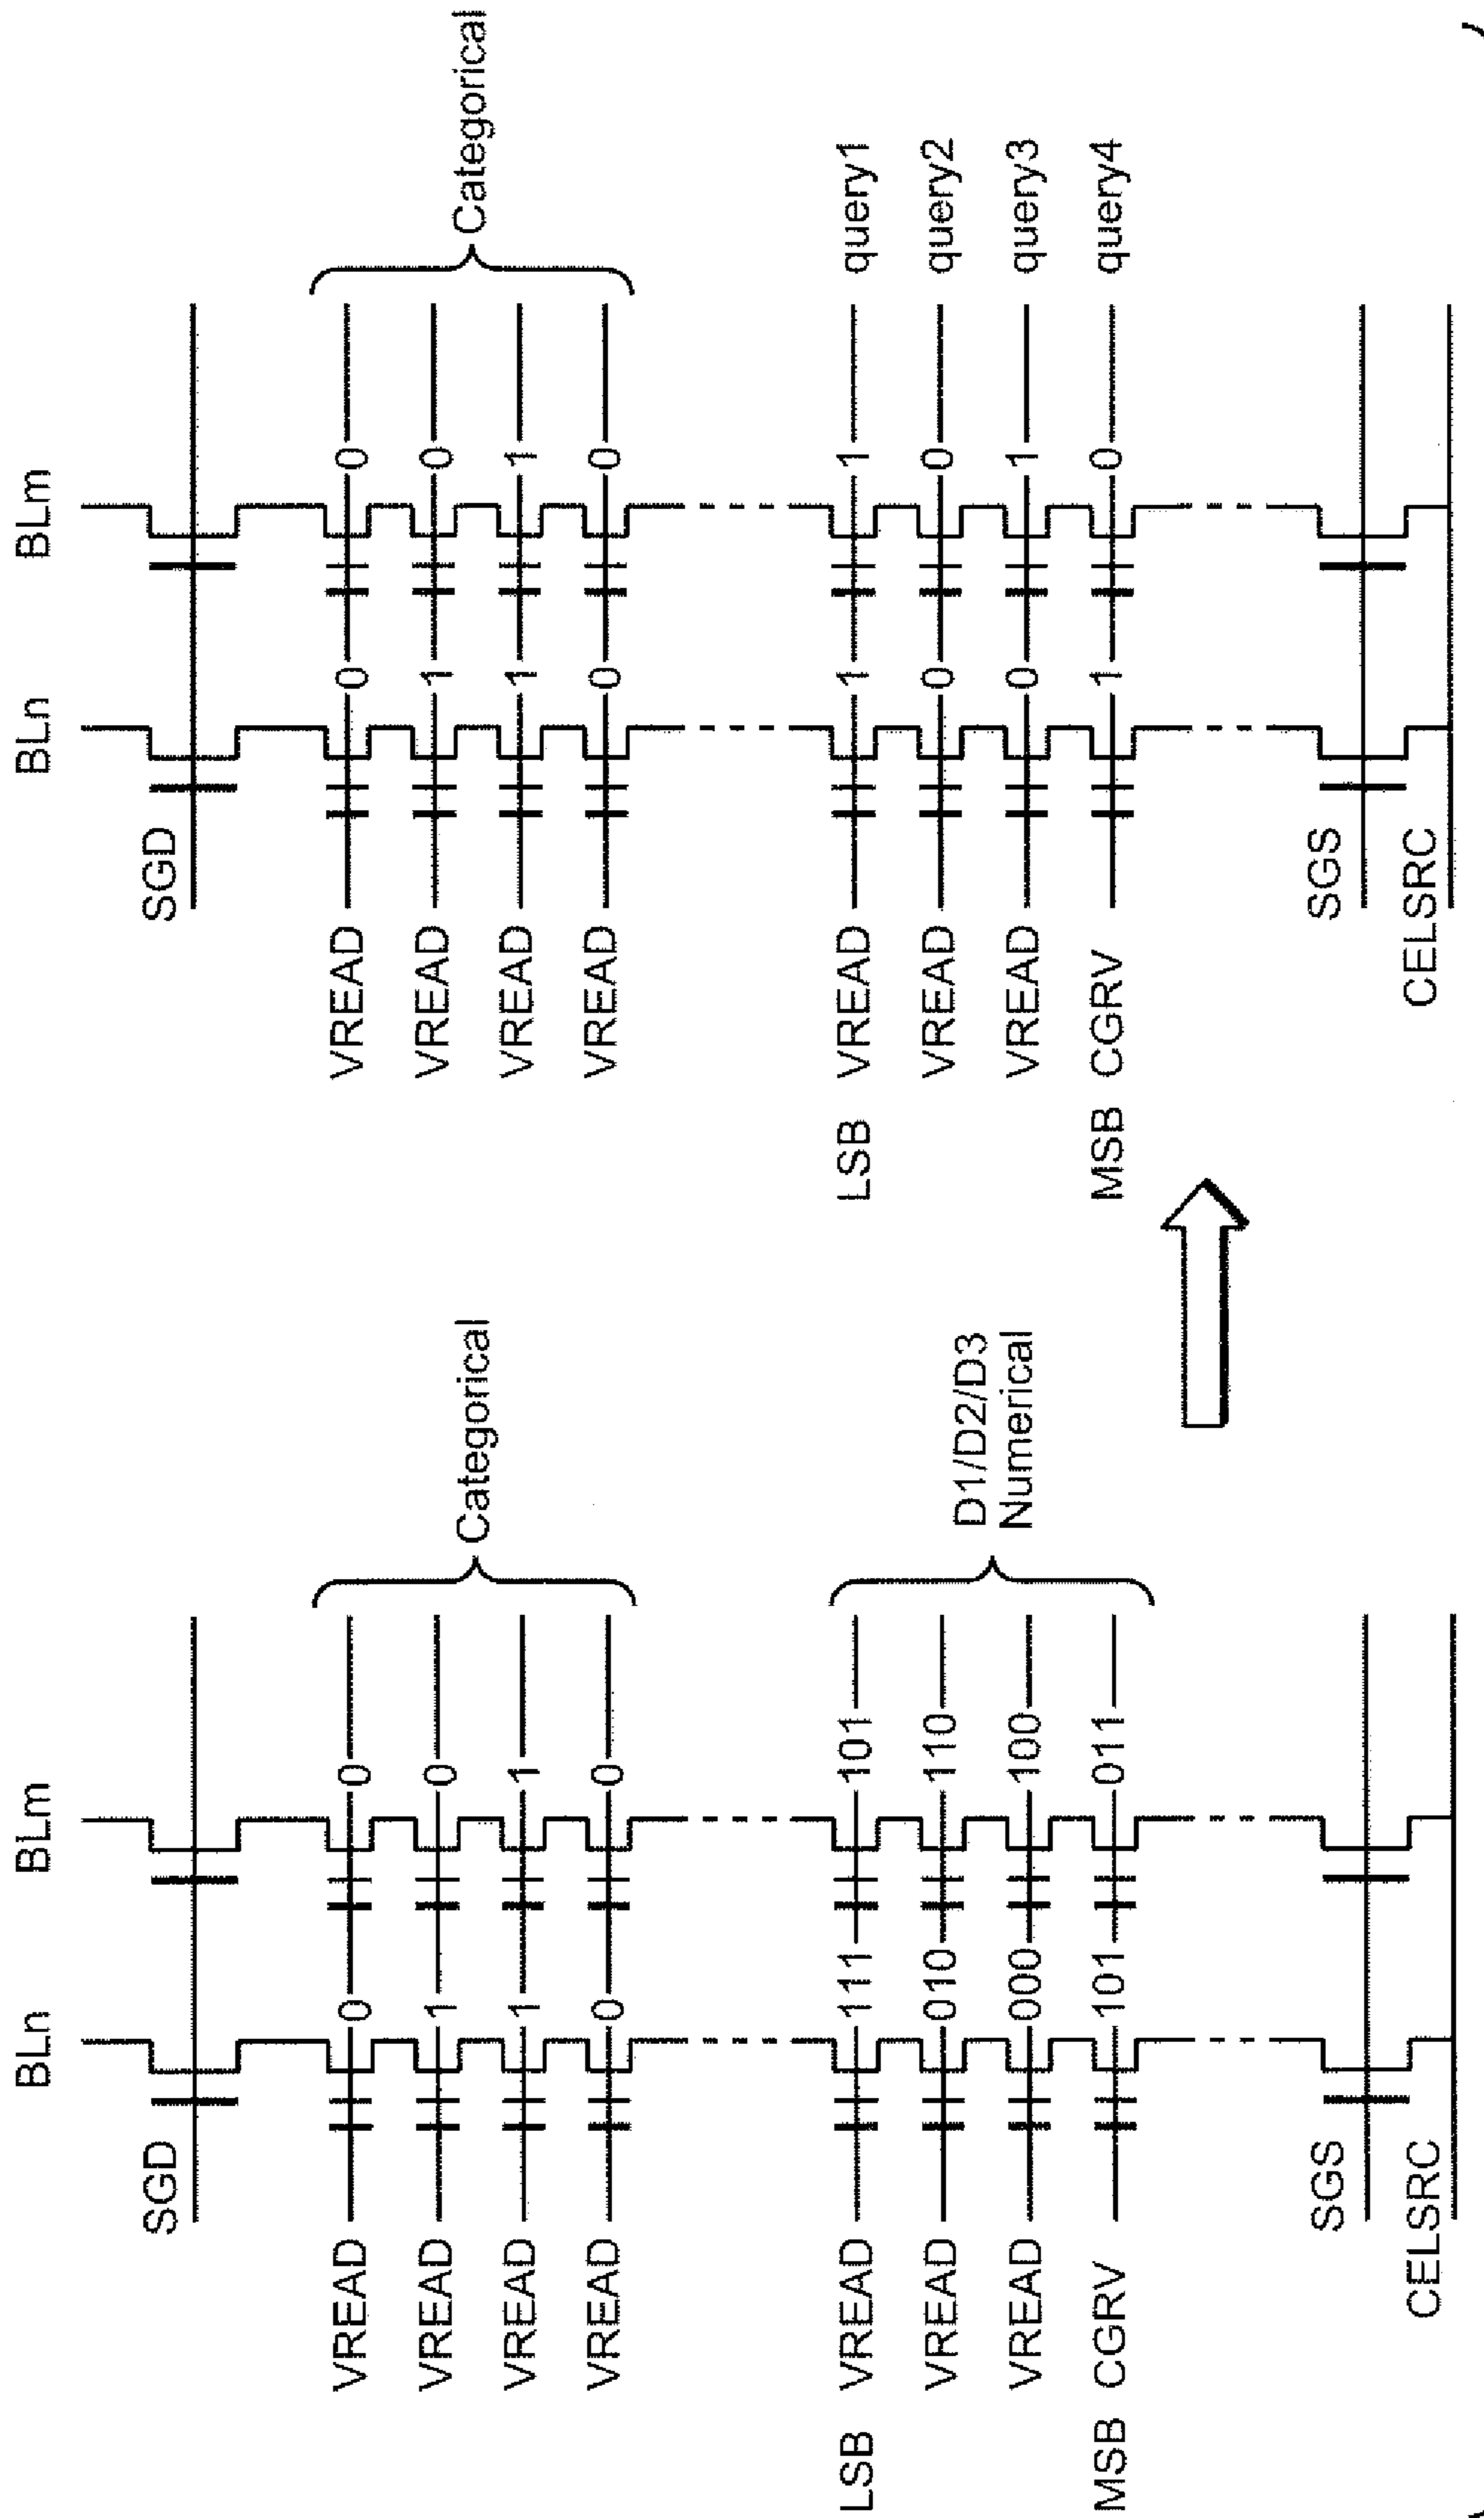 BLn BLm
SGD
VREAD 0 0
VREAD 1 0
VREAD 1 1
VREAD 0 0
Categorical
LSB VREAD 111 101
VREAD 010 110
VREAD 000 100
MSB CGRV 101 011
D1/D2/D3
Numerical
SGS
CELSRC
BLn BLm
SGD
VREAD 0 0
VREAD 1 0
VREAD 1 1
VREAD 0 0
Categorical
LSB VREAD 1 1 query1
VREAD 0 0 query2
VREAD 0 1 query3
MSB CGRV 1 0 query4
SGS
CELSRC